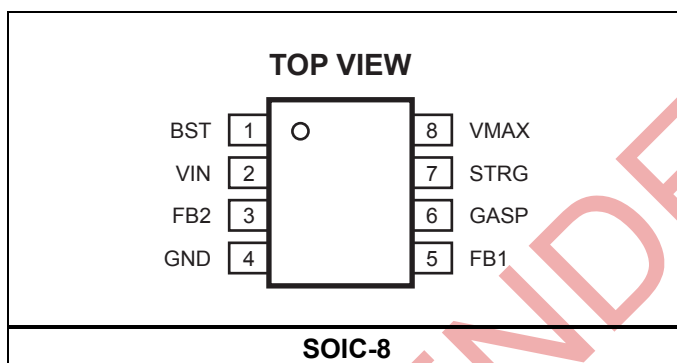 TOP VIEW
BST 1 8 VMAX
VIN 2 7 STRG
FB2 3 6 GASP
GND 4 5 FB1
SOIC-8